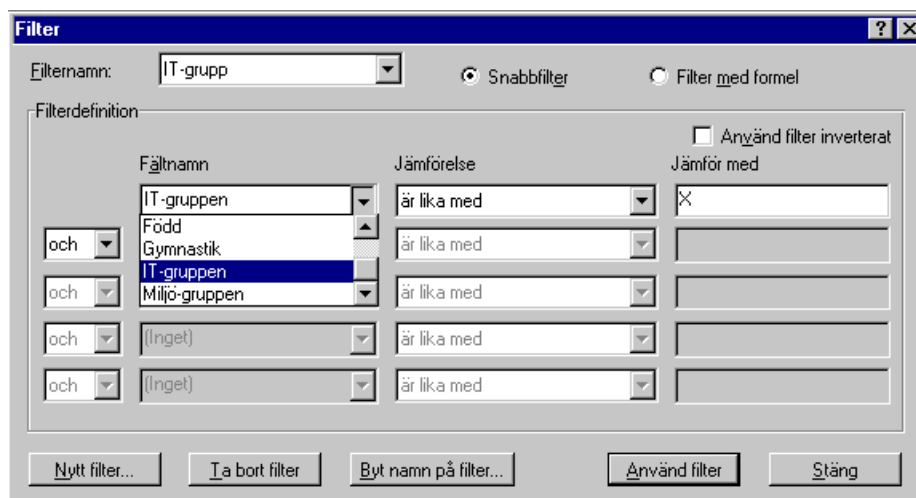 Filter
Filternamn: IT-grupp Snabbfilter Filter med formel
Filterdefinition
Använd filter inverterat
Fältnamn Jämförelse Jämför med
IT-gruppen är lika med X
Född
och Gymnastik är lika med
IT-gruppen
och Miljö-gruppen är lika med
och (Inget) är lika med
och (Inget) är lika med
Nytt filter... Ta bort filter Byt namn på filter... Använd filter Stäng